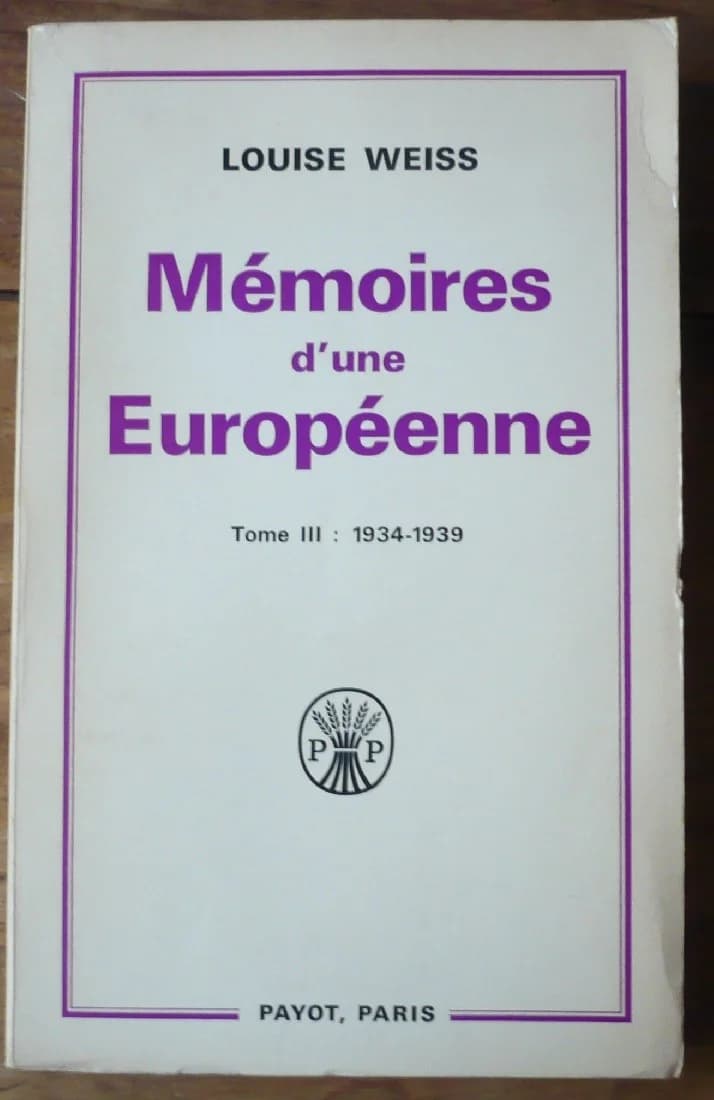 LOUISE WEISS
Mémoires
d'une
Européenne
Tome III : 1934-1939
P P
PAYOT, PARIS